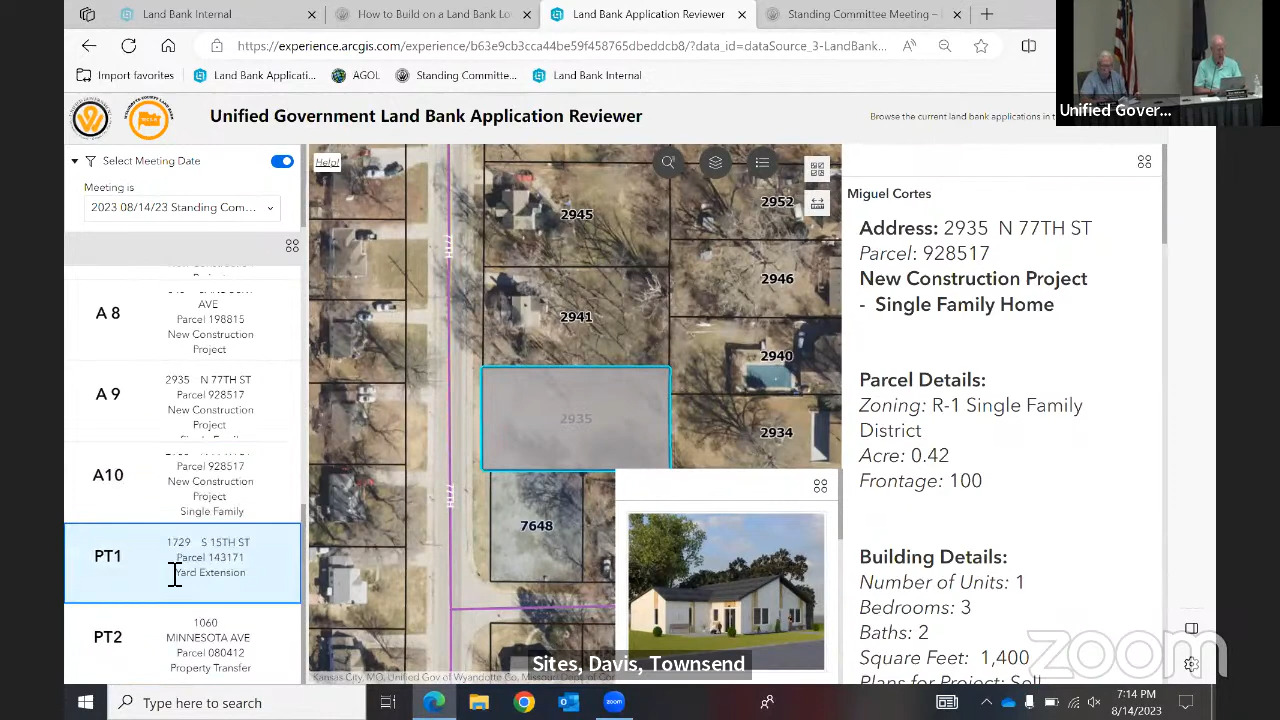 Land Bank Internal
How to Build on a Land Bank Lo
Land Bank Application Reviewer
Standing Committee Meeting –
https://experience.arcgis.com/experience/b63e9cb3cca44be59f458765dbeddcb8/?data_id=dataSource_3-LandBank...
Import favorites
Land Bank Applicati...
AGOL
Standing Committe...
Land Bank Internal
Unified Gover...
Unified Government Land Bank Application Reviewer
Browse the current land bank applications in t
Select Meeting Date
Meeting is
2023 08/14/23 Standing Com...
A 8
AVE
Parcel 198815
New Construction
Project
A 9
2935 N 77TH ST
Parcel 928517
New Construction
Project
A10
Parcel 928517
New Construction
Project
Single Family
PT1
1729 S 15TH ST
Parcel 143171
Yard Extension
PT2
1060
MINNESOTA AVE
Parcel 080412
Property Transfer
Help!
77TH
77TH
2945
2952
2946
2941
2940
2935
2934
7648
Miguel Cortes
Address: 2935 N 77TH ST
Parcel: 928517
New Construction Project
- Single Family Home
Parcel Details:
Zoning: R-1 Single Family
District
Acre: 0.42
Frontage: 100
Building Details:
Number of Units: 1
Bedrooms: 3
Baths: 2
Square Feet: 1,400
Plans for Project: Sell
Sites, Davis, Townsend
zoom
Type here to search
7:14 PM
8/14/2023